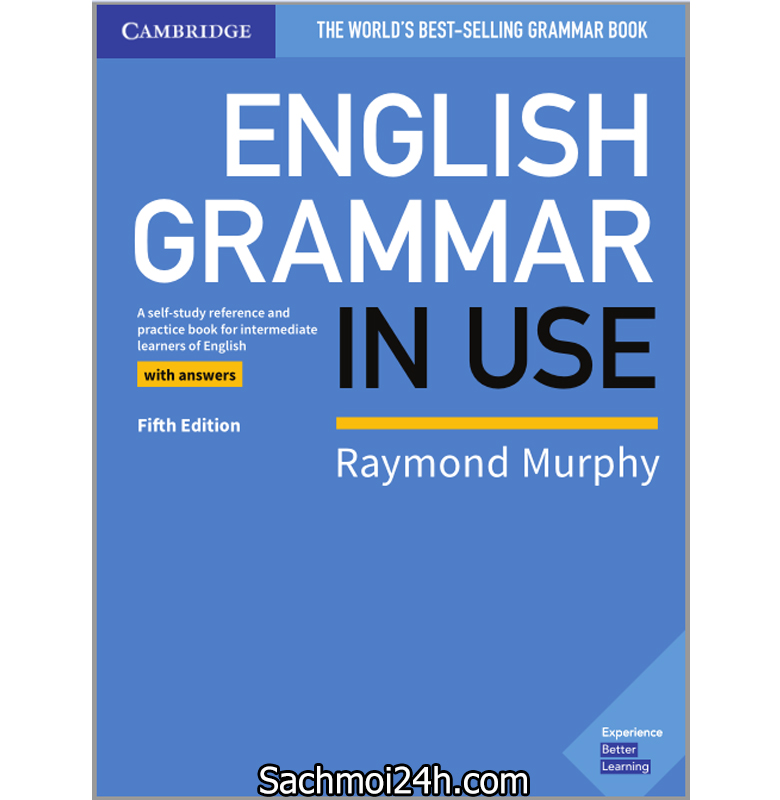 CAMBRIDGE
THE WORLD'S BEST-SELLING GRAMMAR BOOK
ENGLISH
GRAMMAR
IN USE
A self-study reference and
practice book for intermediate
learners of English
with answers
Fifth Edition
Raymond Murphy
Experience
Better
Learning
Sachmoi24h.com